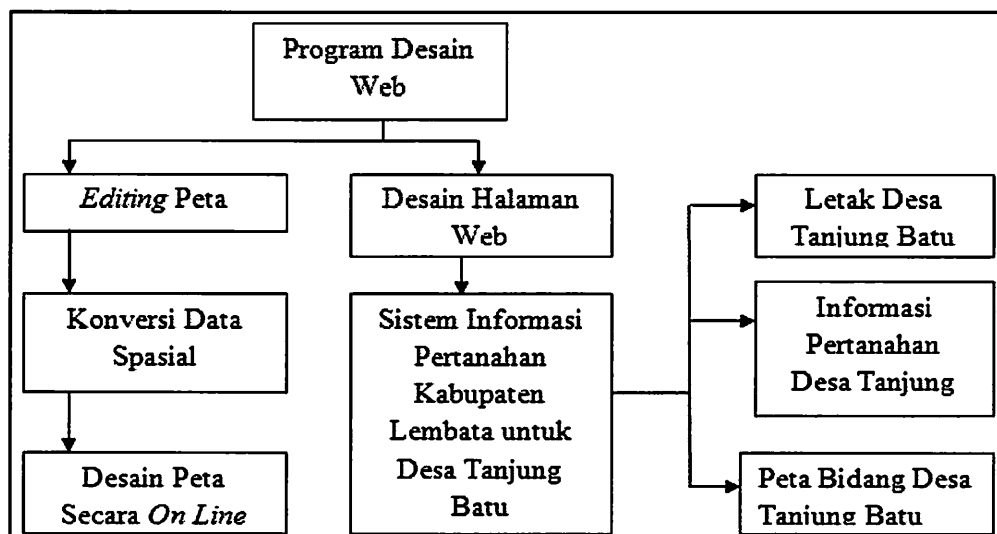 Program Desain
Web
Editing Peta
Konversi Data
Spasial
Desain Peta
Secara On Line
Desain Halaman
Web
Sistem Informasi
Pertanahan
Kabupaten
Lembata untuk
Desa Tanjung
Batu
Letak Desa
Tanjung Batu
Informasi
Pertanahan
Desa Tanjung
Peta Bidang Desa
Tanjung Batu